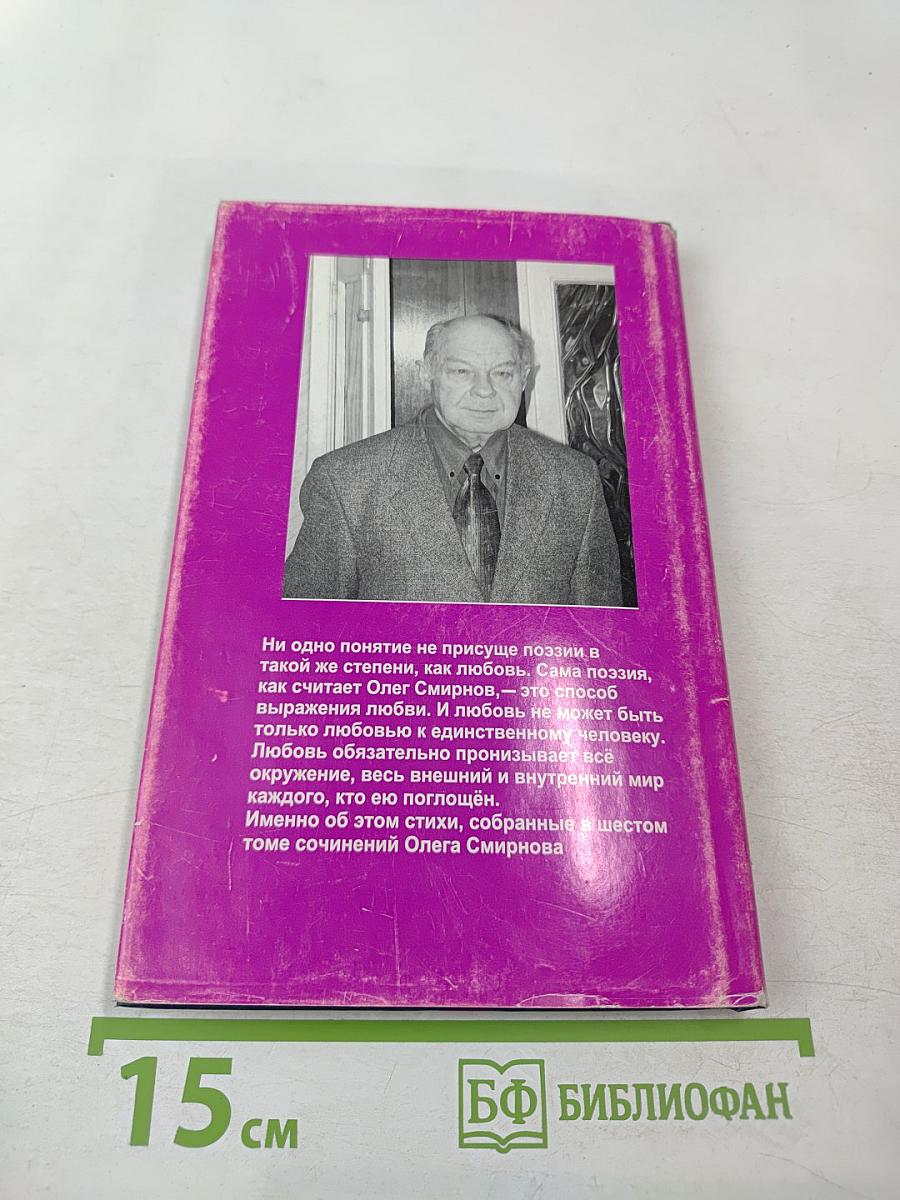 Ни одно понятие не присуще поэзии в
такой же степени, как любовь. Сама поэзия,
как считает Олег Смирнов,— это способ
выражения любви. И любовь не может быть
только любовью к единственному человеку.
Любовь обязательно пронизывает всё
окружение, весь внешний и внутренний мир
каждого, кто ею поглощён.
Именно об этом стихи, собранные в шестом
томе сочинений Олега Смирнова
15 см
БФ БИБЛИОФАН